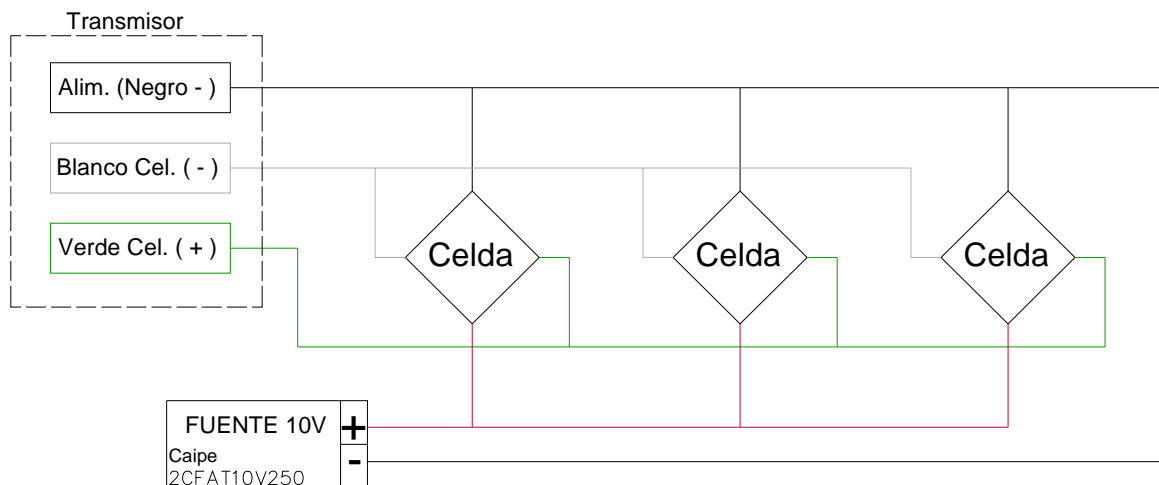 Transmisor
Alim. (Negro - )
Blanco Cel. ( - )
Verde Cel. ( + )
Celda
Celda
Celda
FUENTE 10V
+
Caipe
-
2CFAT10V250